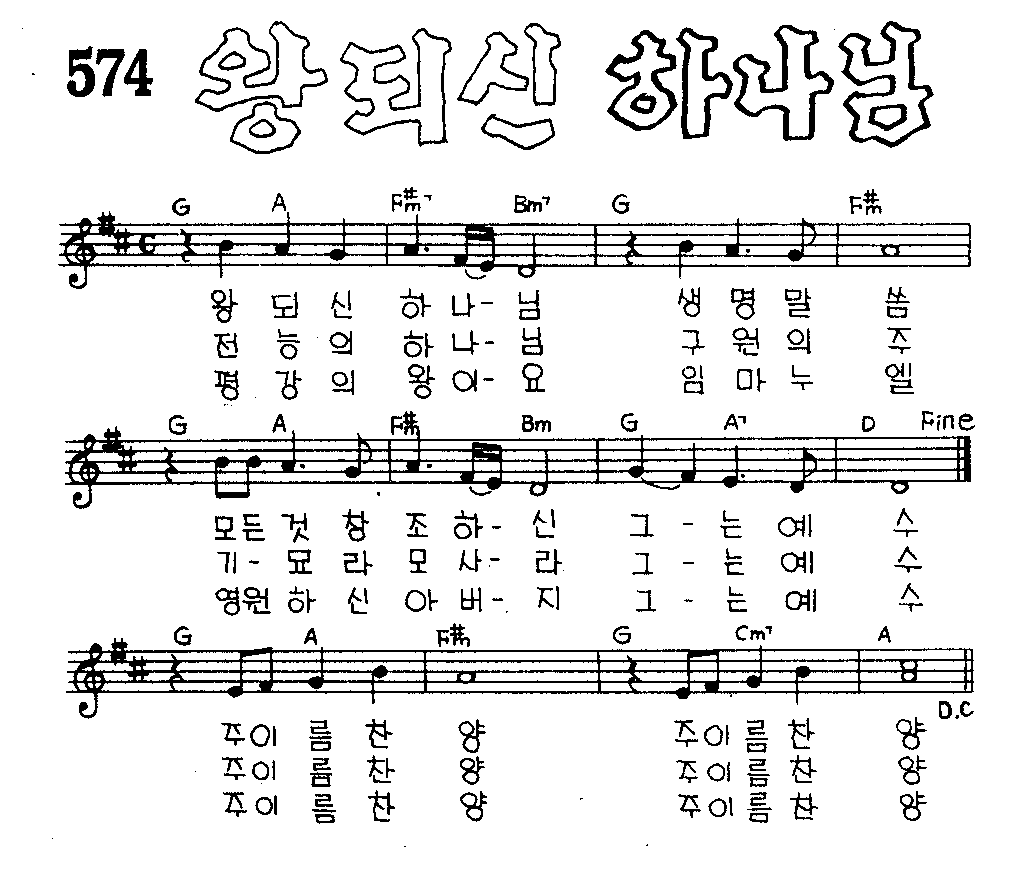 574 왕되신 하나님
G A F#m7 Bm7 G F#m
왕 되 신 하 나- 님 생 명 말 씀
전 능 의 하 나- 님 구 원 의 주
평 강 의 왕 이- 요 임 마 누 엘
G A F#m Bm G A7 D Fine
모든 것 창 조 하- 신 그 - 는 예 수
기- 묘 라 모 사- 라 그 - 는 예 수
영원 하 신 아 버- 지 그 - 는 예 수
G A F#m G Cm7 A
D.C
주이 름 찬 양 주이 름 찬 양
주이 름 찬 양 주이 름 찬 양
주이 름 찬 양 주이 름 찬 양